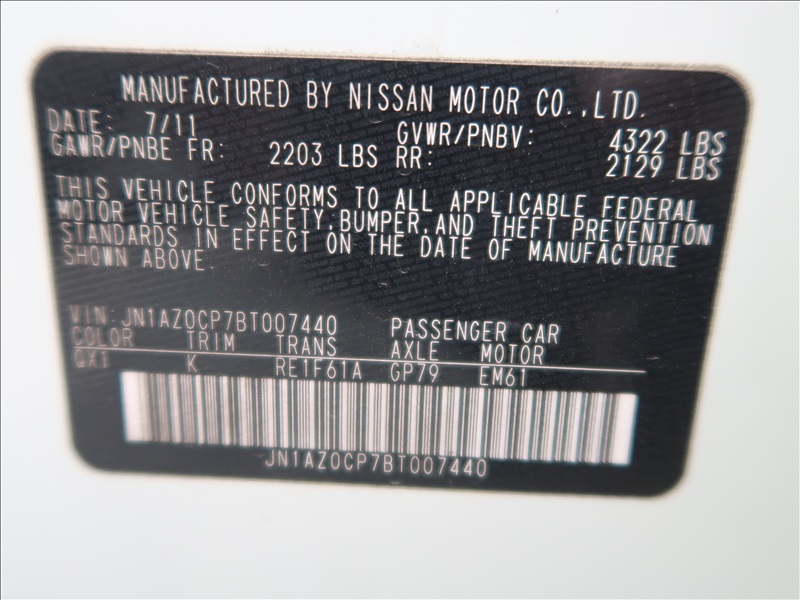 MANUFACTURED BY NISSAN MOTOR CO.,LTD.
DATE: 7/11 GVWR/PNBV: 4322 LBS
GAWR/PNBE FR: 2203 LBS RR: 2129 LBS
THIS VEHICLE CONFORMS TO ALL APPLICABLE FEDERAL
MOTOR VEHICLE SAFETY,BUMPER,AND THEFT PREVENTION
STANDARDS IN EFFECT ON THE DATE OF MANUFACTURE
SHOWN ABOVE.
VIN: JN1AZ0CP7BT007440 PASSENGER CAR
COLOR TRIM TRANS AXLE MOTOR
QX1 K RE1F61A GP79 EM61
JN1AZ0CP7BT007440